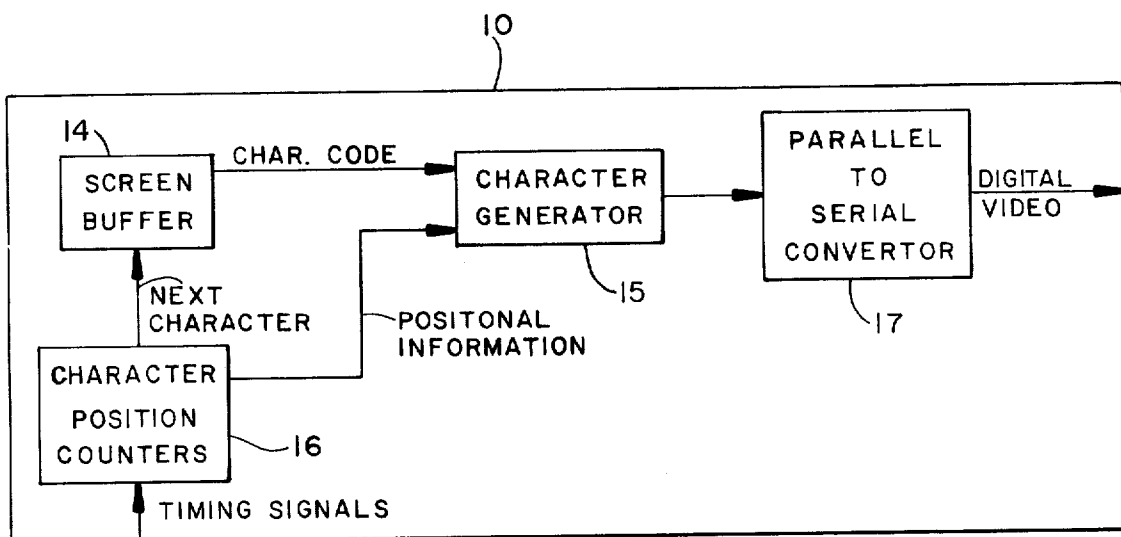 10
14
SCREEN
BUFFER
CHAR. CODE
CHARACTER
GENERATOR
15
PARALLEL
TO
SERIAL
CONVERTOR
17
DIGITAL
VIDEO
NEXT
CHARACTER
POSITONAL
INFORMATION
CHARACTER
POSITION
COUNTERS
16
TIMING SIGNALS